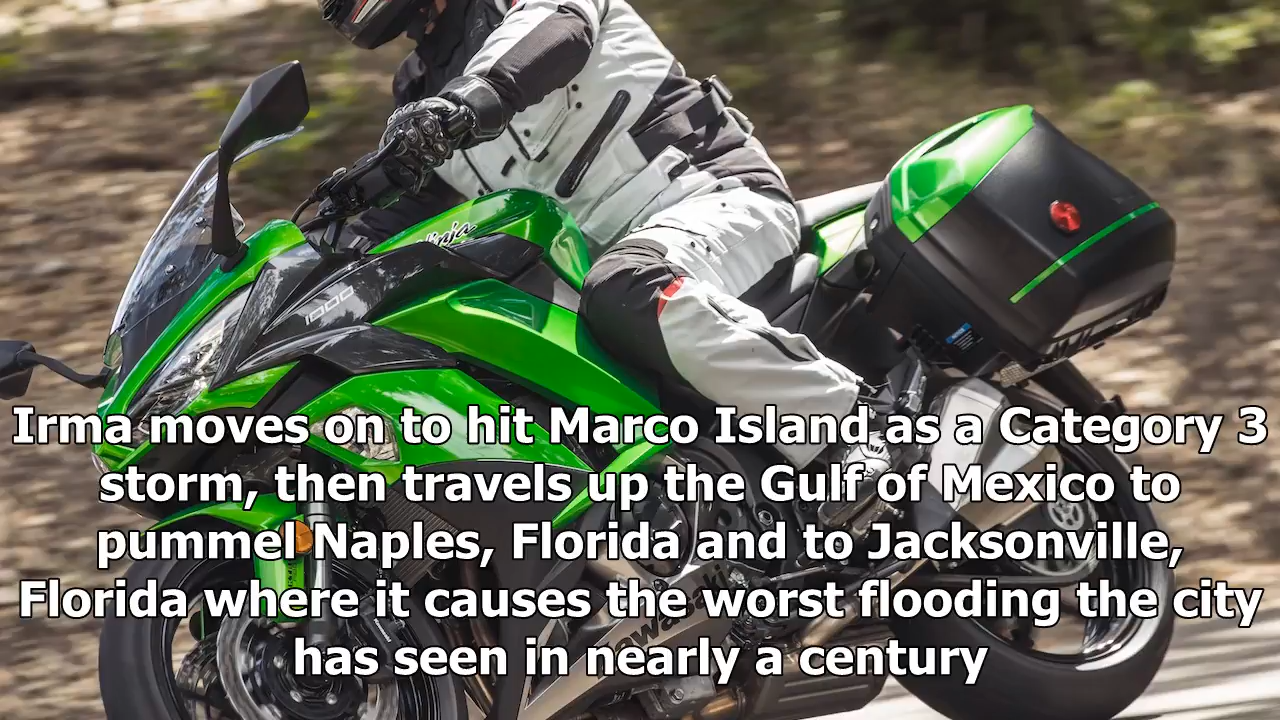 Ninja
1000
Irma moves on to hit Marco Island as a Category 3
storm, then travels up the Gulf of Mexico to
pummel Naples, Florida and to Jacksonville,
Florida where it causes the worst flooding the city
has seen in nearly a century